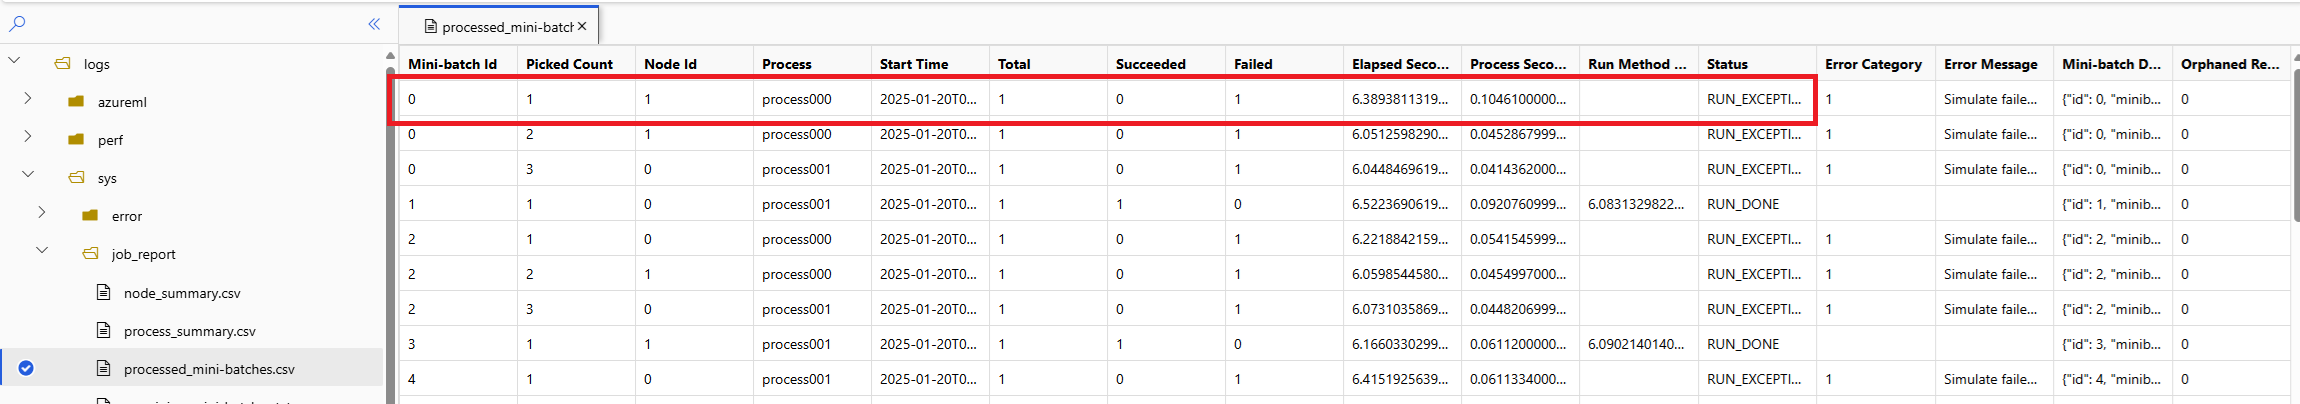 processed_mini-batch
logs
azureml
perf
sys
error
job_report
node_summary.csv
process_summary.csv
processed_mini-batches.csv
Mini-batch Id Picked Count Node Id Process Start Time Total Succeeded Failed Elapsed Seco... Process Seco... Run Method ... Status Error Category Error Message Mini-batch D... Orphaned Re...
0 1 1 process000 2025-01-20T0... 1 0 1 6.3893811319... 0.1046100000... RUN_EXCEPTI... 1 Simulate faile... {"id": 0, "minib... 0
0 2 1 process000 2025-01-20T0... 1 0 1 6.0512598290... 0.0452867999... RUN_EXCEPTI... 1 Simulate faile... {"id": 0, "minib... 0
0 3 0 process001 2025-01-20T0... 1 0 1 6.0448469619... 0.0414362000... RUN_EXCEPTI... 1 Simulate faile... {"id": 0, "minib... 0
1 1 0 process001 2025-01-20T0... 1 1 0 6.5223690619... 0.0920760999... 6.0831329822... RUN_DONE {"id": 1, "minib... 0
2 1 0 process000 2025-01-20T0... 1 0 1 6.2218842159... 0.0541545999... RUN_EXCEPTI... 1 Simulate faile... {"id": 2, "minib... 0
2 2 1 process000 2025-01-20T0... 1 0 1 6.0598544580... 0.0454997000... RUN_EXCEPTI... 1 Simulate faile... {"id": 2, "minib... 0
2 3 0 process001 2025-01-20T0... 1 0 1 6.0731035869... 0.0448206999... RUN_EXCEPTI... 1 Simulate faile... {"id": 2, "minib... 0
3 1 1 process001 2025-01-20T0... 1 1 0 6.1660330299... 0.0611200000... 6.0902140140... RUN_DONE {"id": 3, "minib... 0
4 1 0 process001 2025-01-20T0... 1 0 1 6.4151925639... 0.0611334000... RUN_EXCEPTI... 1 Simulate faile... {"id": 4, "minib... 0